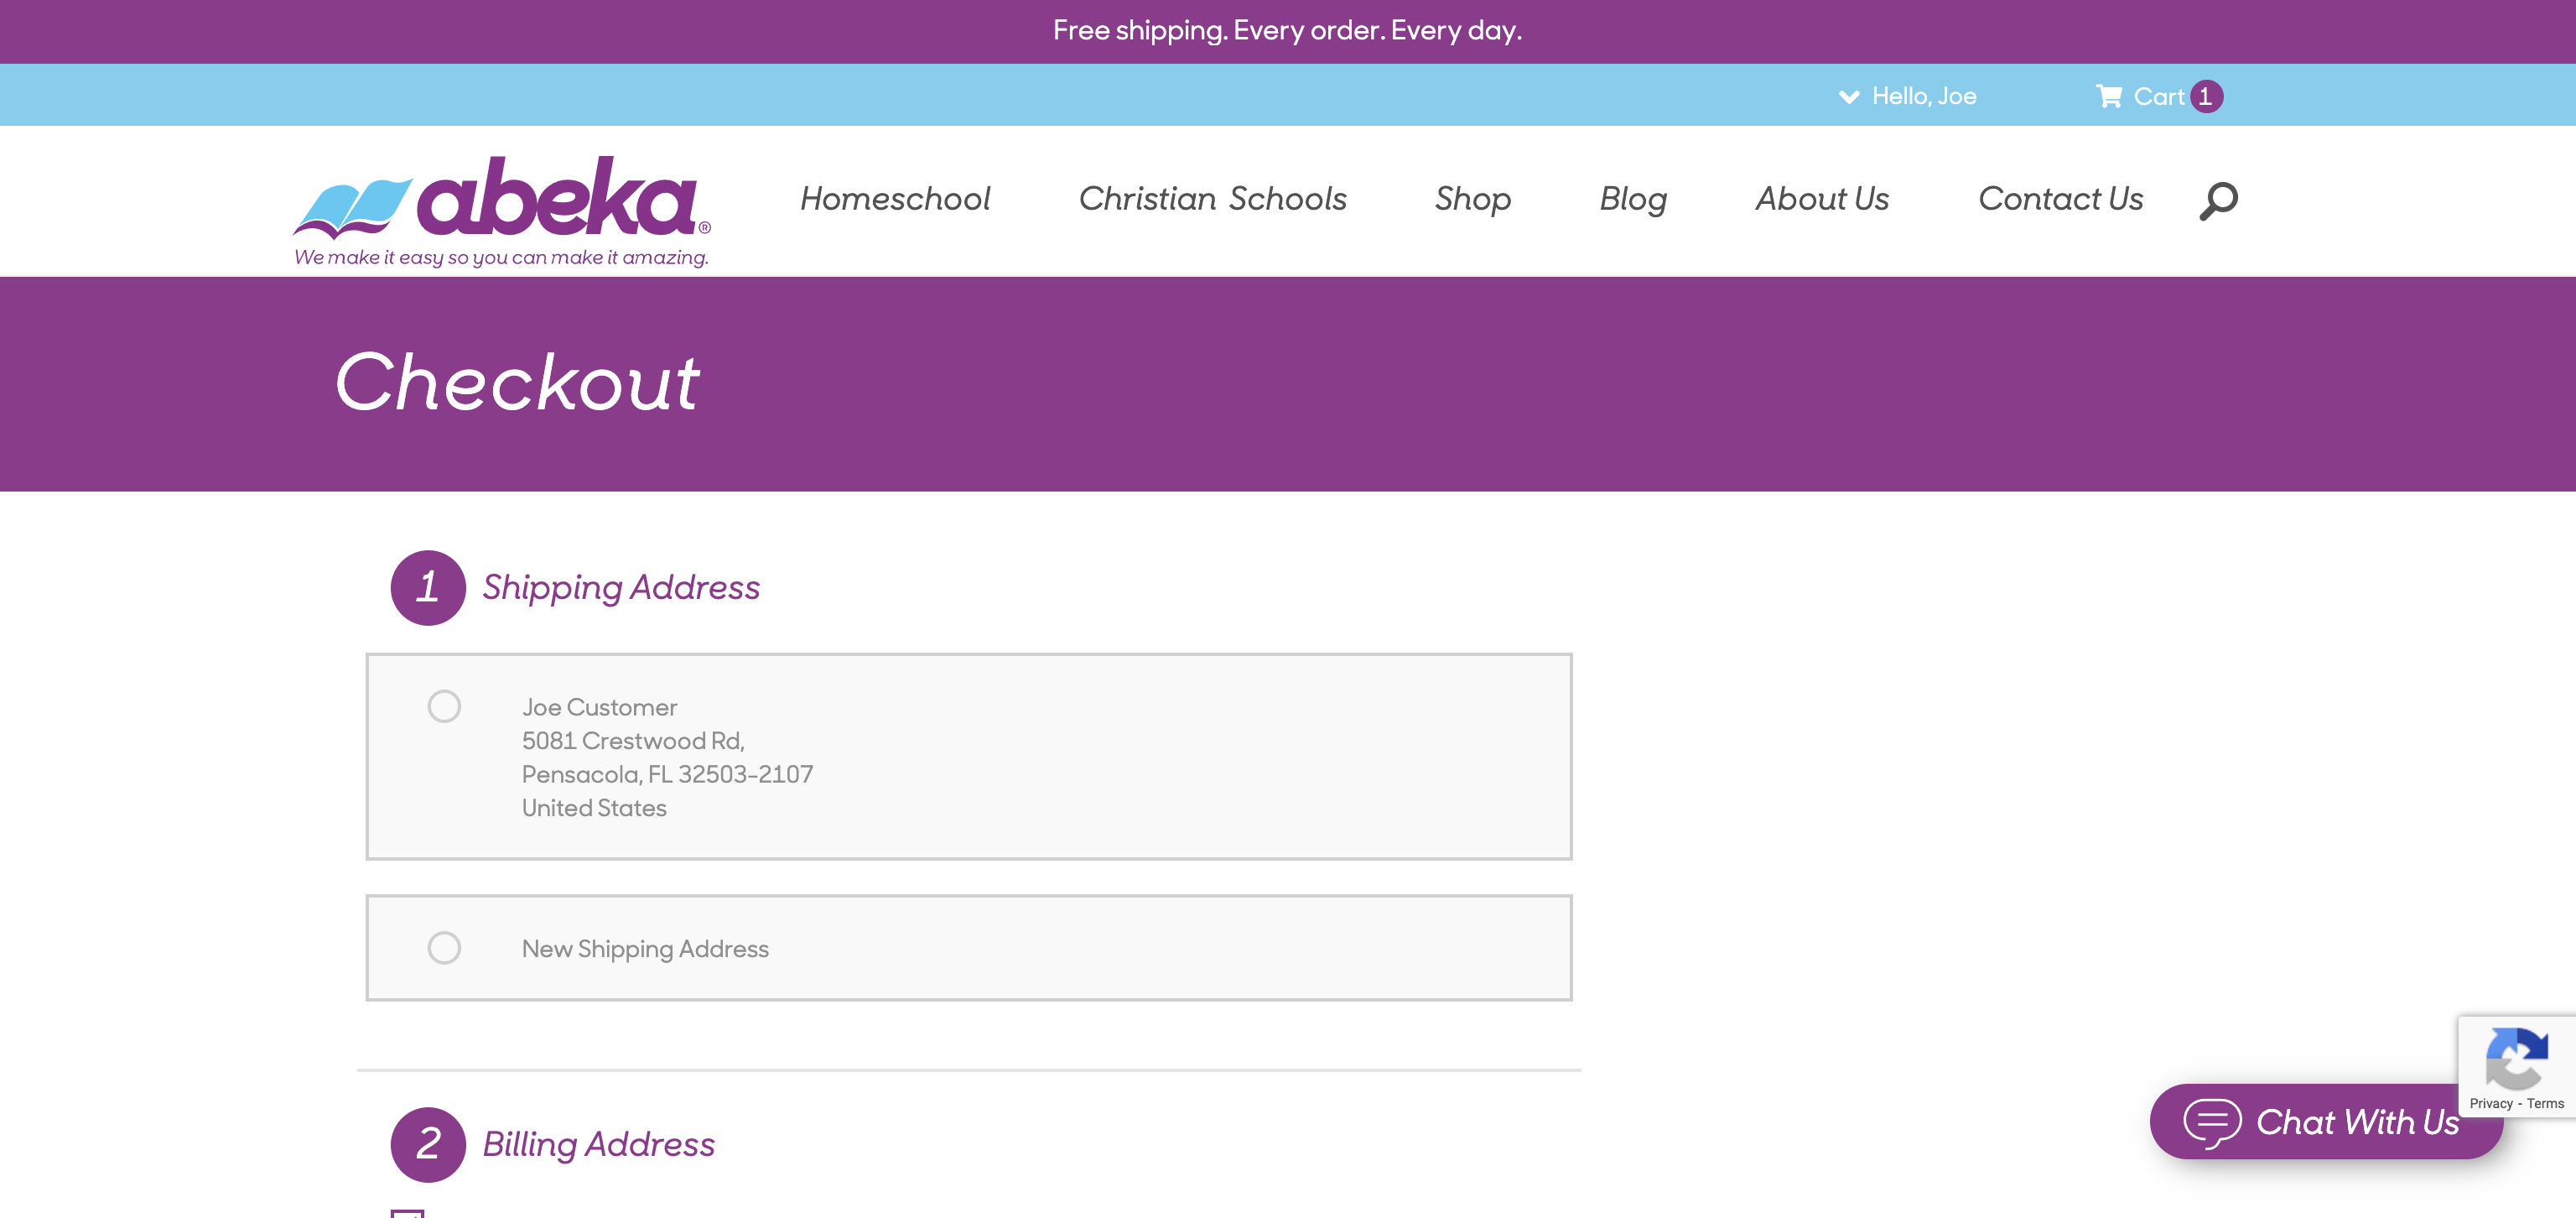 Free shipping. Every order. Every day.
Hello, Joe
Cart 1
abeka®
We make it easy so you can make it amazing.
Homeschool
Christian Schools
Shop
Blog
About Us
Contact Us
Checkout
1 Shipping Address
Joe Customer
5081 Crestwood Rd,
Pensacola, FL 32503-2107
United States
New Shipping Address
2 Billing Address
Privacy - Terms
Chat With Us